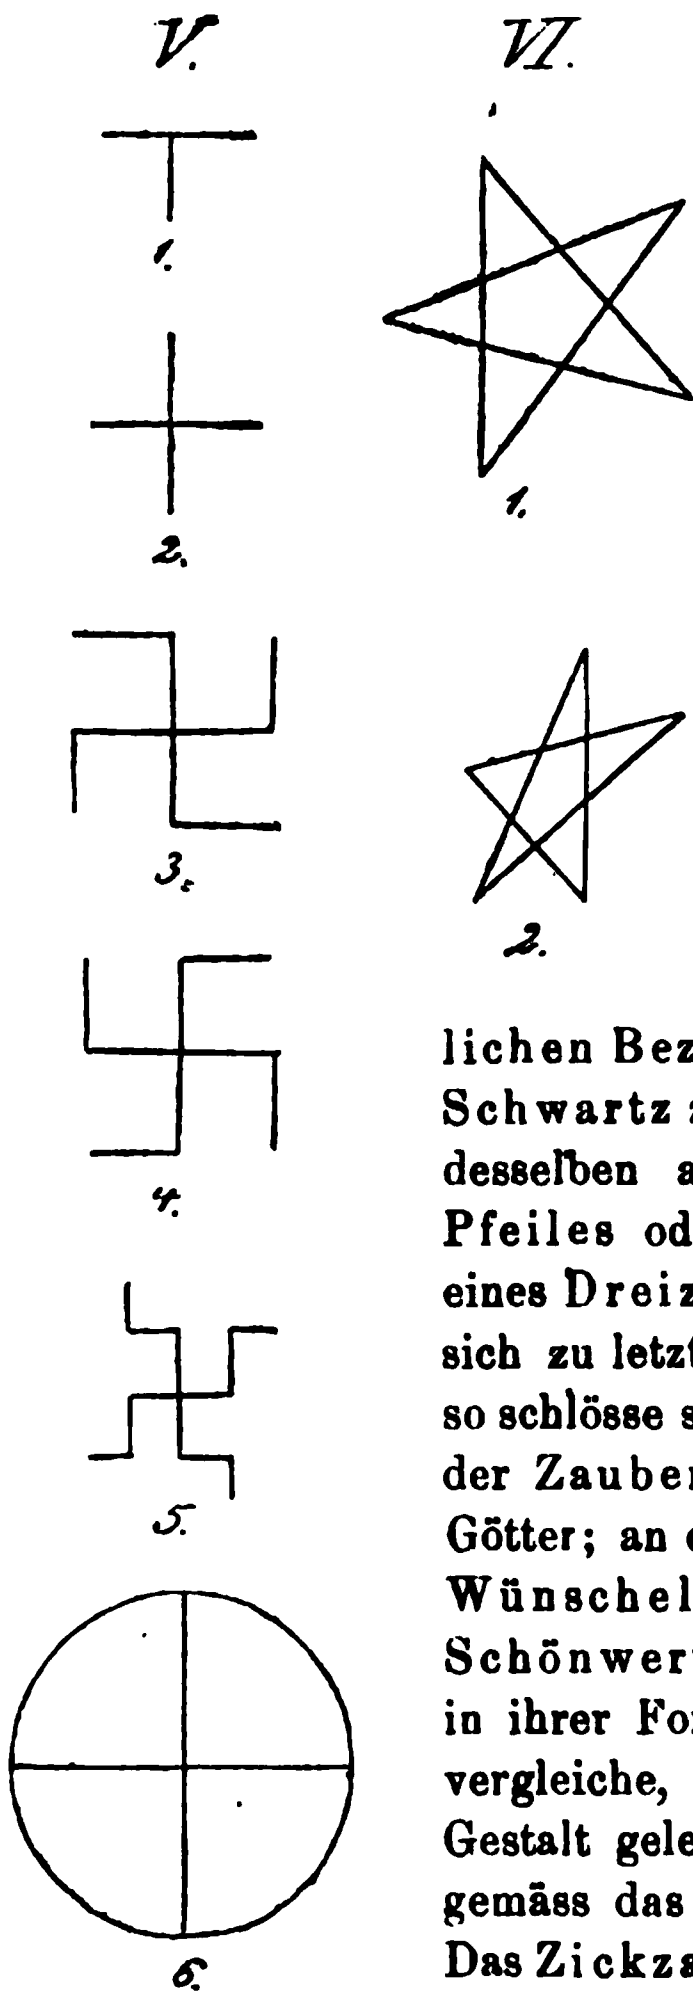 V.
1.
2.
3.
4.
5.
6.
VI.
1.
2.
lichen Bez
Schwartz
desselben a
Pfeiles od
eines Dreiz
sich zu letzt
so schlösse s
der Zauber
Götter; an
Wünschel
Schönwer
in ihrer For
vergleiche,
Gestalt gele
gemäss das
Das Zickza